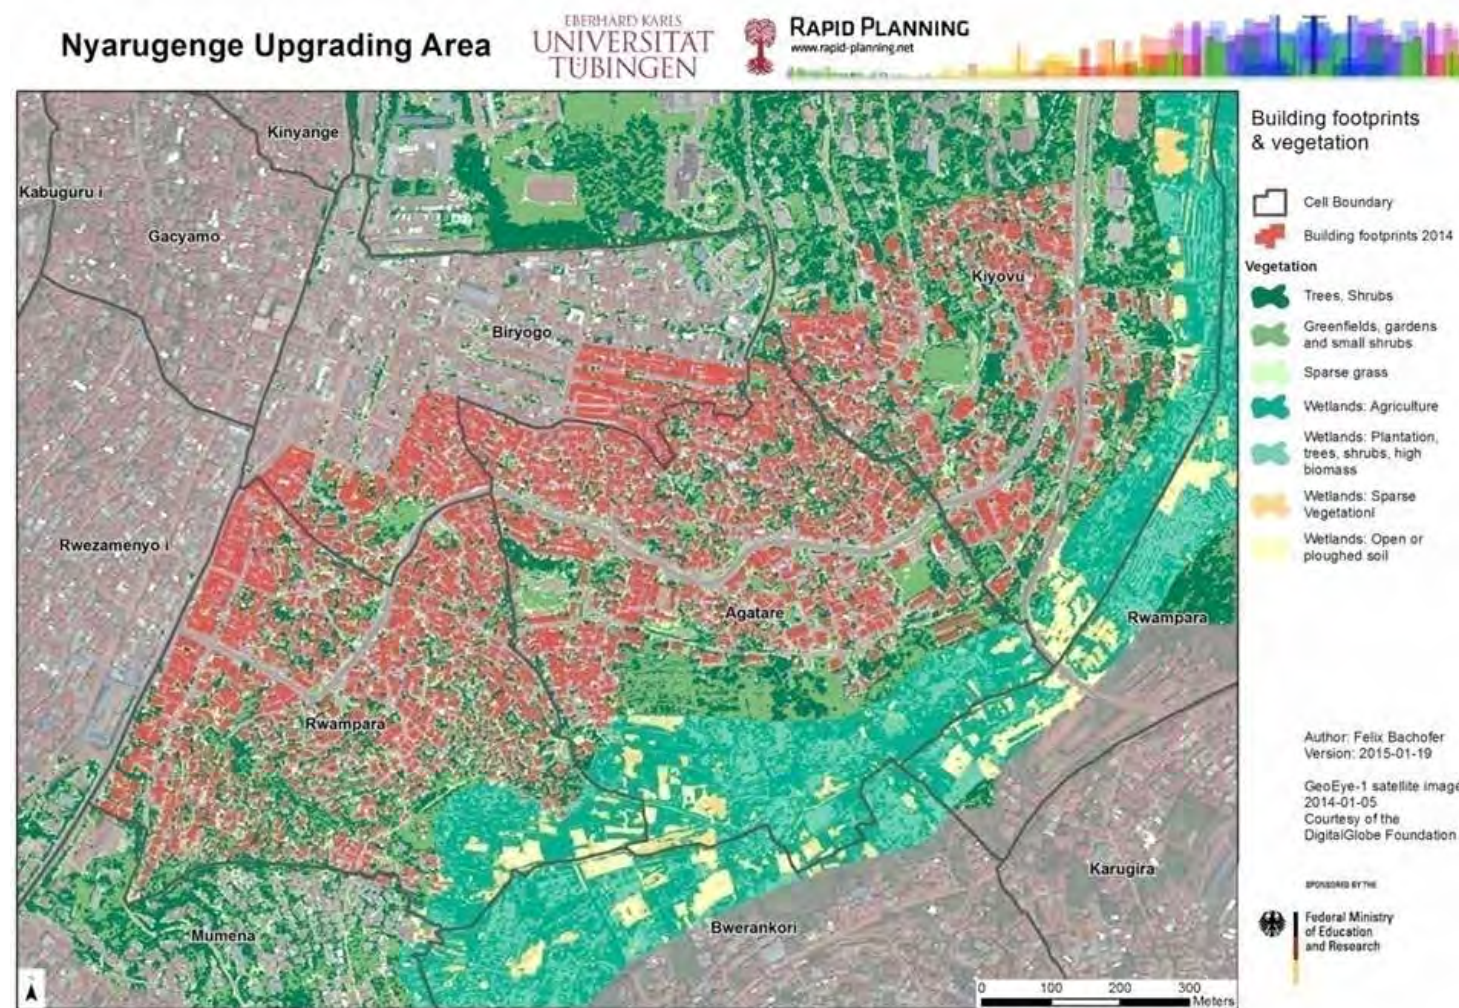 Nyarugenge Upgrading Area
EBERHARD KARLS
UNIVERSITÄT
TÜBINGEN
RAPID PLANNING
www.rapid-planning.net
Kinyange
Kabuguru i
Gacyamo
Biryogo
Kiyovu
Rwezamenyo i
Agatare
Rwampara
Rwampara
Mumena
Bwerankori
Karugira
0 100 200 300
Meters
Building footprints
& vegetation
Cell Boundary
Building footprints 2014
Vegetation
Trees, Shrubs
Greenfields, gardens
and small shrubs
Sparse grass
Wetlands: Agriculture
Wetlands: Plantation,
trees, shrubs, high
biomass
Wetlands: Sparse
Vegetationl
Wetlands: Open or
ploughed soil
Author: Felix Bachofer
Version: 2015-01-19
GeoEye-1 satellite image
2014-01-05
Courtesy of the
DigitalGlobe Foundation
SPONSORED BY THE
Federal Ministry
of Education
and Research